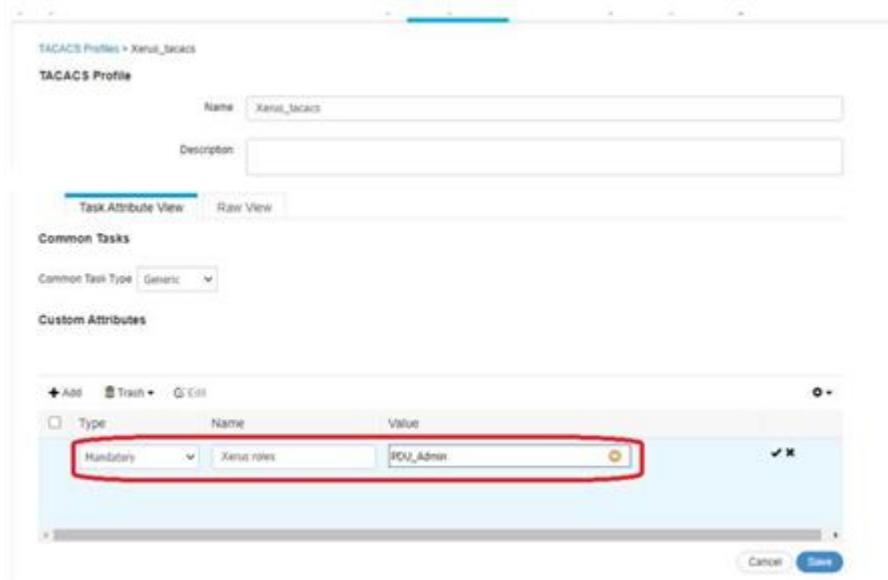 TACACS Profiles > Xerus_tacacs
TACACS Profile
Name Xerus_tacacs
Description
Task Attribute View Raw View
Common Tasks
Common Task Type Generic
Custom Attributes
Add Trash Edit
Type Name Value
Mandatory Xerus roles PDU_Admin
Cancel Save